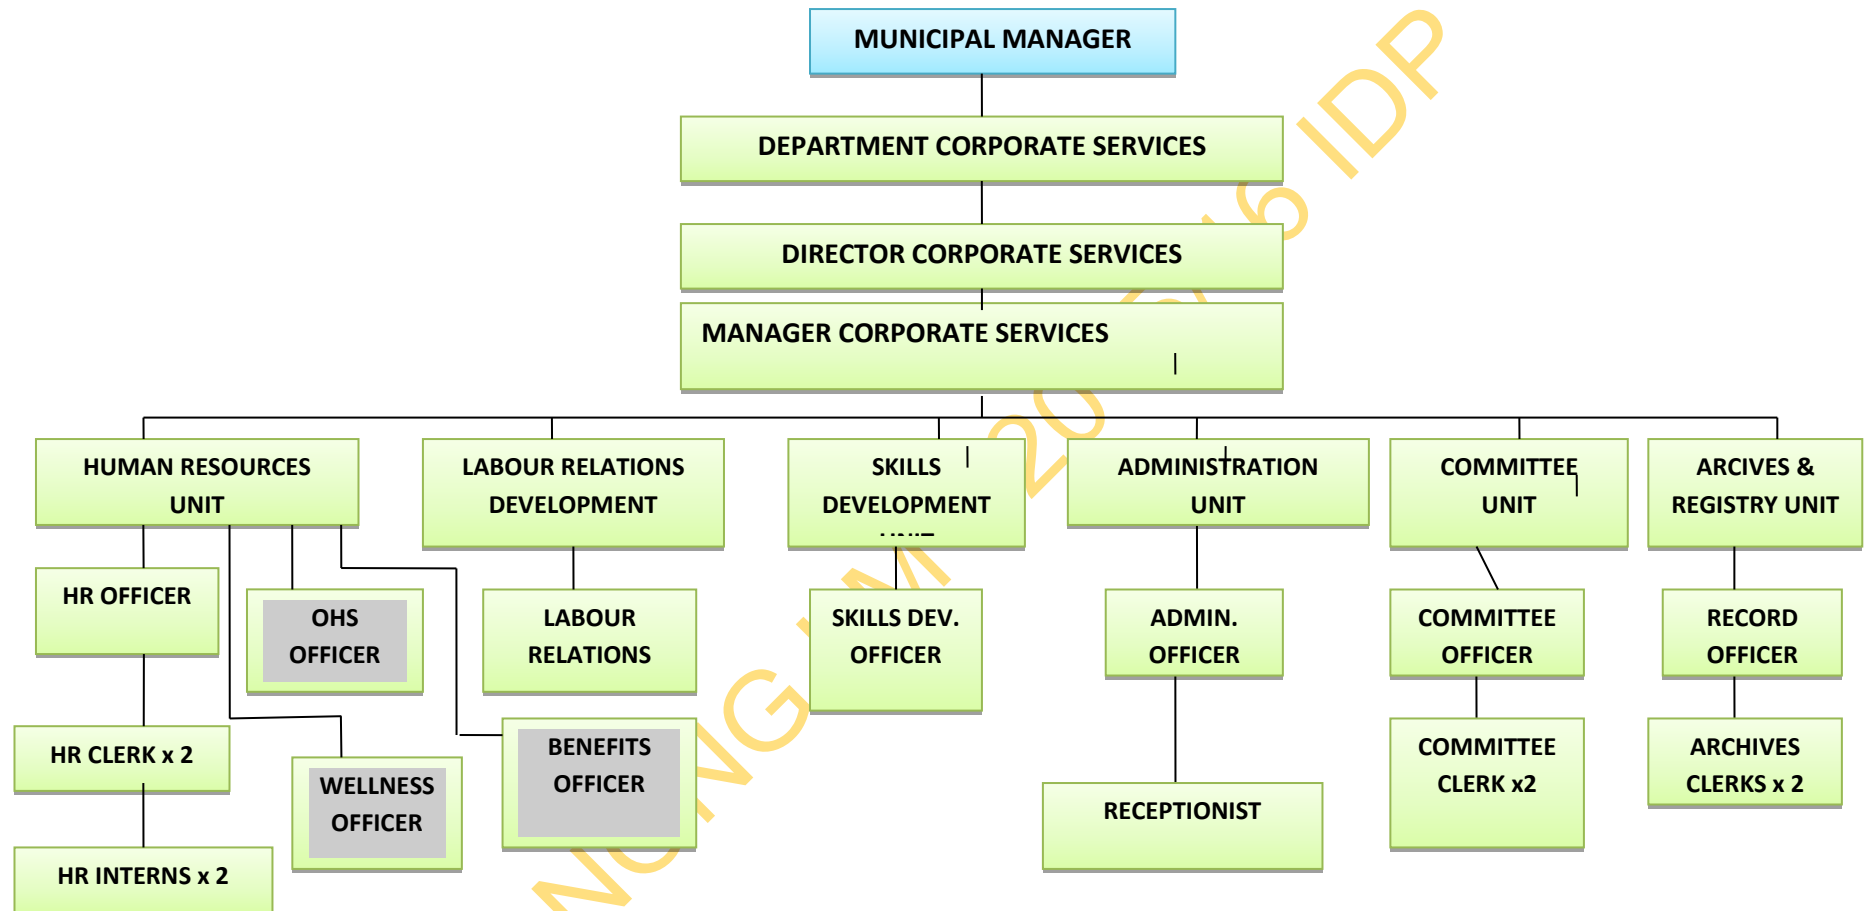 MUNICIPAL MANAGER
DEPARTMENT CORPORATE SERVICES
DIRECTOR CORPORATE SERVICES
MANAGER CORPORATE SERVICES
HUMAN RESOURCES
UNIT
LABOUR RELATIONS
DEVELOPMENT
SKILLS
DEVELOPMENT
ADMINISTRATION
UNIT
COMMITTEE
UNIT
ARCIVES &
REGISTRY UNIT
HR OFFICER
OHS
OFFICER
LABOUR
RELATIONS
SKILLS DEV.
OFFICER
ADMIN.
OFFICER
COMMITTEE
OFFICER
RECORD
OFFICER
HR CLERK x 2
WELLNESS
OFFICER
BENEFITS
OFFICER
RECEPTIONIST
COMMITTEE
CLERK x2
ARCHIVES
CLERKS x 2
HR INTERNS x 2
IDP